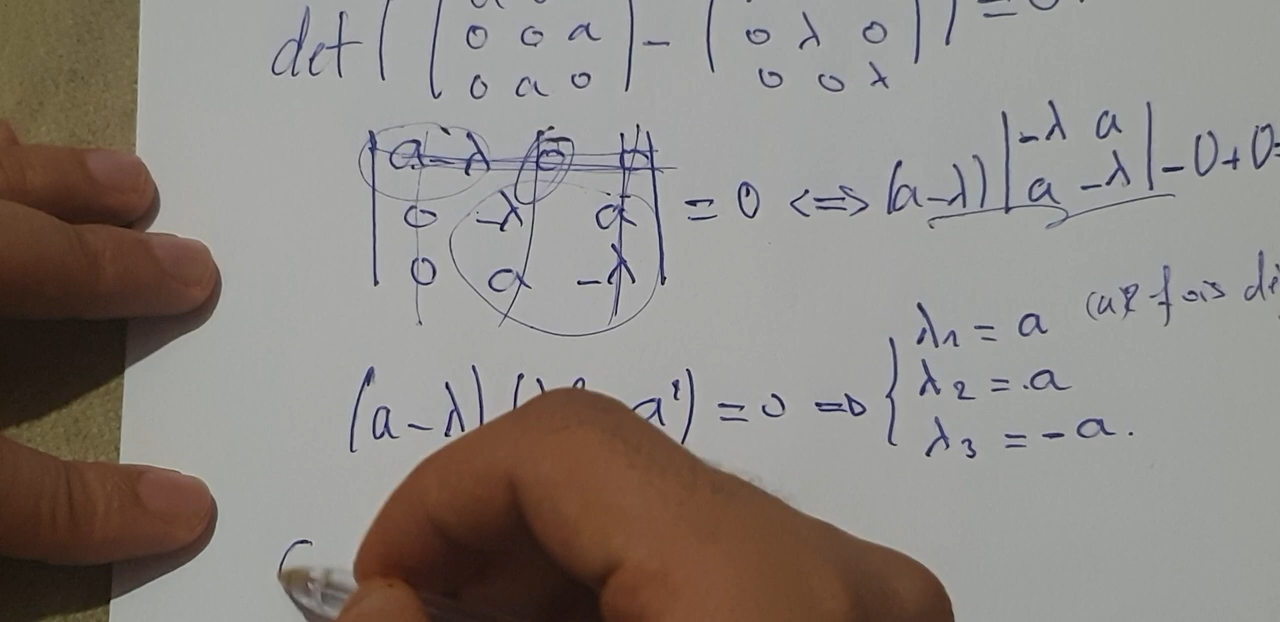 det( ( 0 0 a | - ( 0 λ 0 | ) = 0.
0 a 0 0 0 λ
| a-λ 0 0 |
| 0 -λ a | = 0 <=> (a-λ) | -λ a | - 0 + 0 =
| 0 a -λ | | a -λ |
λ1 = a fois
(a-λ) (λ a²) = 0 => { λ2 = a
λ3 = -a.